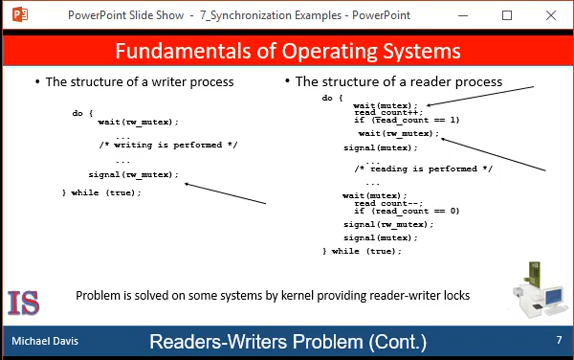 PowerPoint Slide Show - 7_Synchronization Examples - PowerPoint
Fundamentals of Operating Systems
• The structure of a writer process
do {
wait(rw_mutex);
...
/* writing is performed */
...
signal(rw_mutex);
} while (true);
• The structure of a reader process
do {
wait(mutex);
read_count++;
if (read_count == 1)
wait(rw_mutex);
signal(mutex);
...
/* reading is performed */
...
wait(mutex);
read count--;
if (read_count == 0)
signal(rw_mutex);
signal(mutex);
} while (true);
Problem is solved on some systems by kernel providing reader-writer locks
IS
Michael Davis
Readers-Writers Problem (Cont.)
7